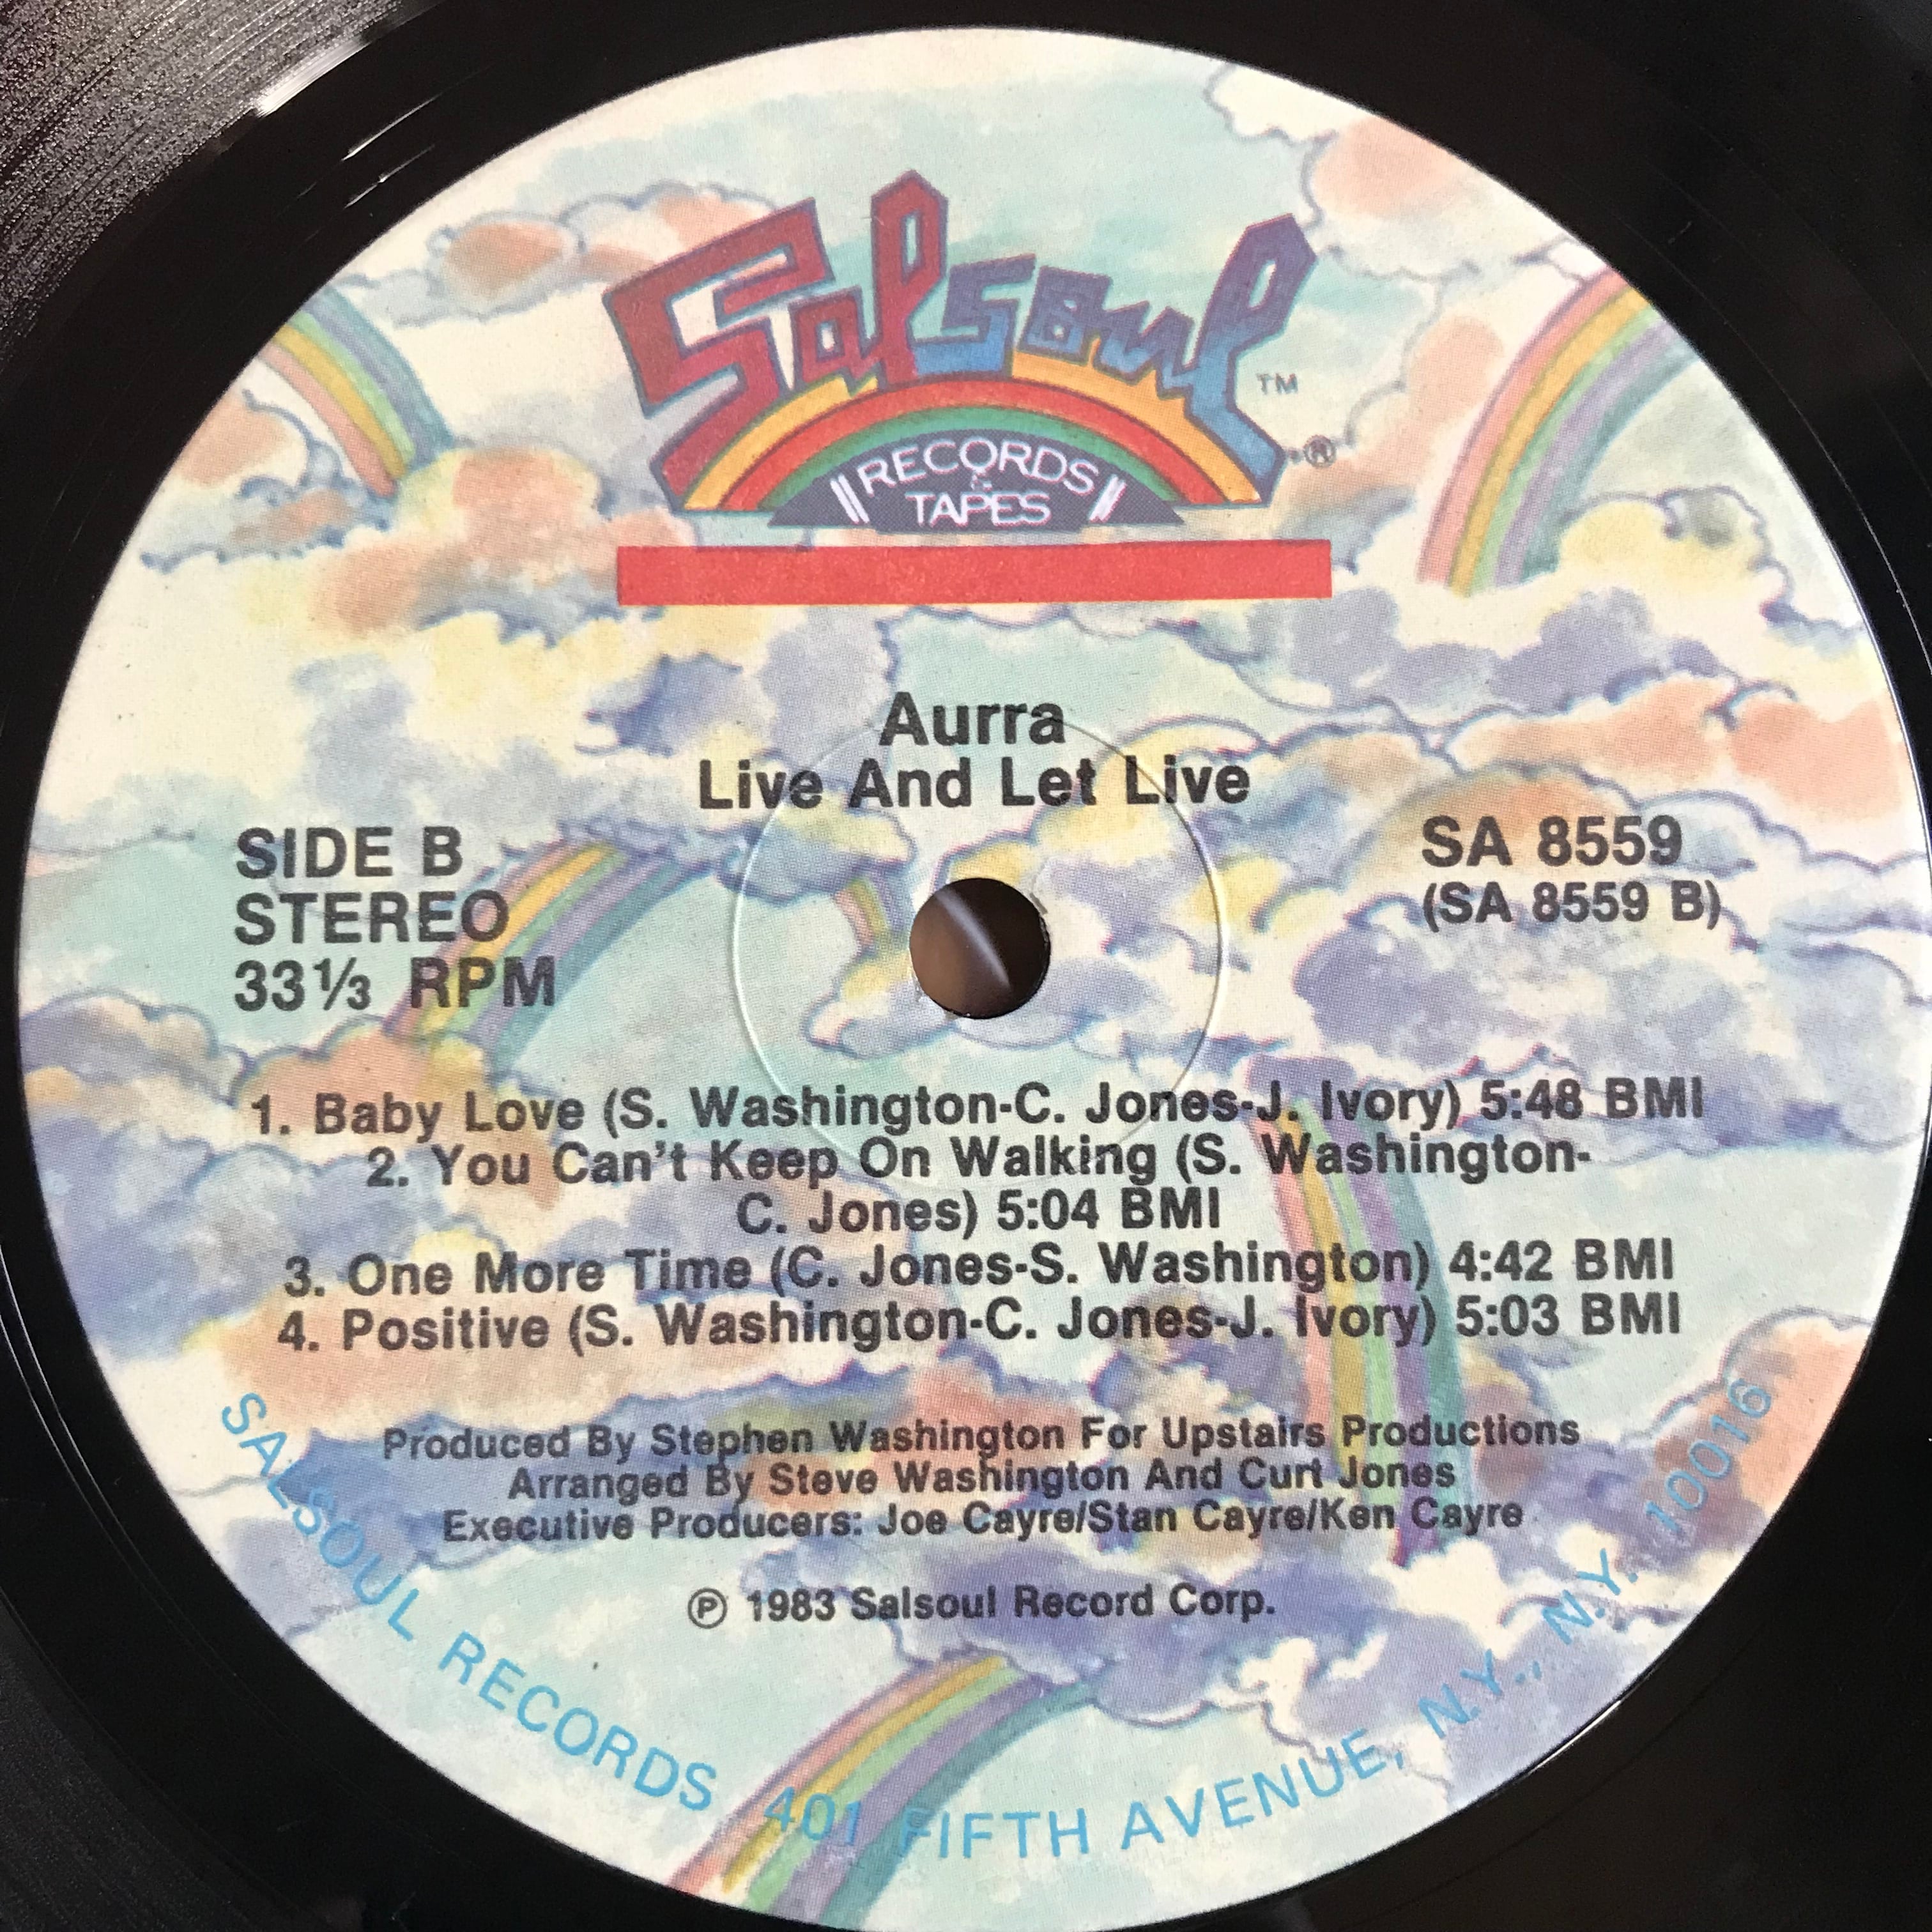 Salsoul
TM
®
RECORDS
&
TAPES
Aurra
Live And Let Live
SIDE B
STEREO
33 1/3 RPM
SA 8559
(SA 8559 B)
1. Baby Love (S. Washington-C. Jones-J. Ivory) 5:48 BMI
2. You Can't Keep On Walking (S. Washington-
C. Jones) 5:04 BMI
3. One More Time (C. Jones-S. Washington) 4:42 BMI
4. Positive (S. Washington-C. Jones-J. Ivory) 5:03 BMI
Produced By Stephen Washington For Upstairs Productions
Arranged By Steve Washington And Curt Jones
Executive Producers: Joe Cayre/Stan Cayre/Ken Cayre
℗ 1983 Salsoul Record Corp.
SALSOUL RECORDS 401 FIFTH AVENUE, N.Y., N.Y. 10016